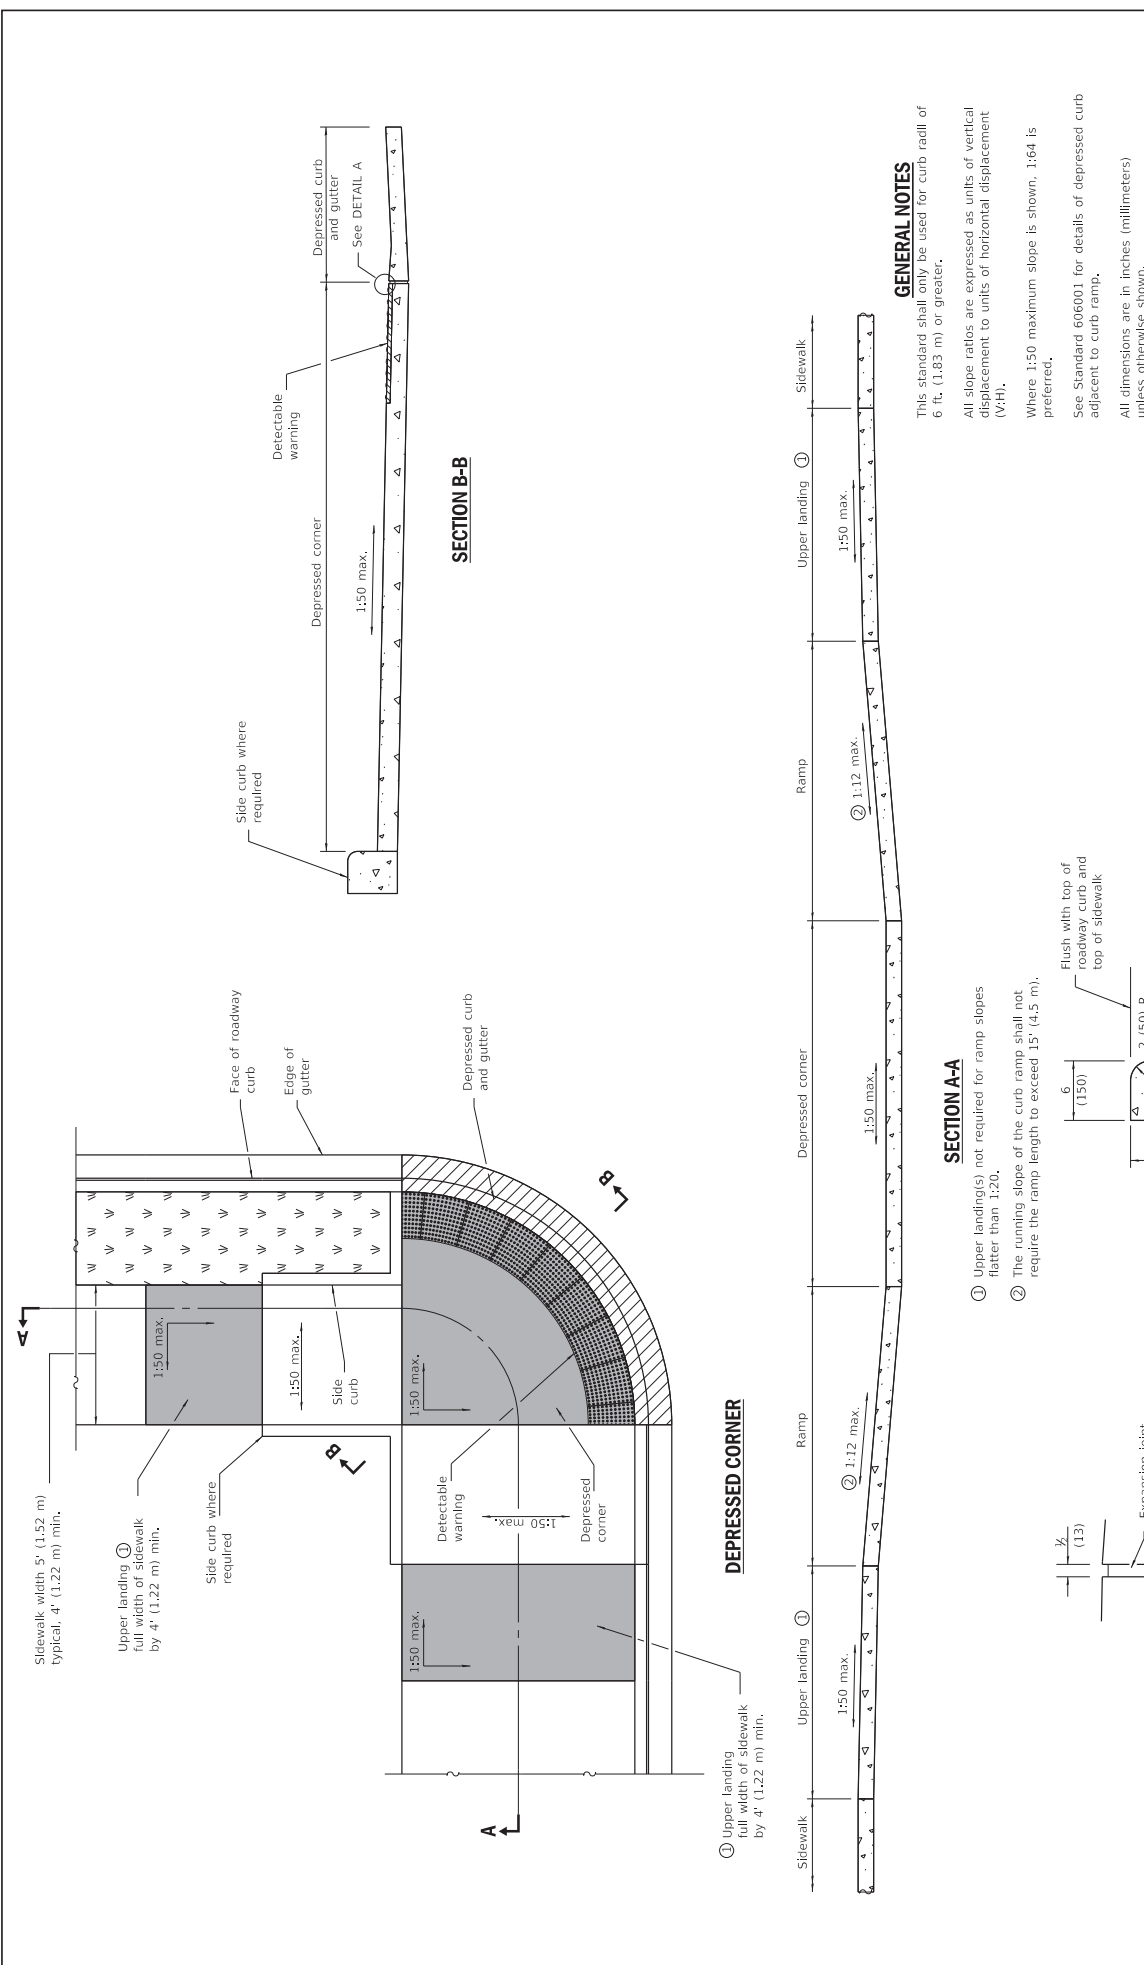 Sidewalk width 5' (1.52 m)
typical, 4' (1.22 m) min.
Upper landing ①
full width of sidewalk
by 4' (1.22 m) min.
Side curb where
required
A
1:50 max.
1:50 max.
Side
curb
B
Face of roadway
curb
Edge of
gutter
Depressed curb
and gutter
B
1:50 max.
Detectable
warning
1:50 max.
Depressed
corner
1:50 max.
A
① Upper landing
full width of sidewalk
by 4' (1.22 m) min.
DEPRESSED CORNER
Side curb where
required
Depressed corner
1:50 max.
Detectable
warning
Depressed curb
and gutter
See DETAIL A
SECTION B-B
Sidewalk
Upper landing ①
1:50 max.
Ramp
② 1:12 max.
Depressed corner
1:50 max.
Ramp
② 1:12 max.
Upper landing ①
1:50 max.
Sidewalk
SECTION A-A
① Upper landing(s) not required for ramp slopes
flatter than 1:20.
② The running slope of the curb ramp shall not
require the ramp length to exceed 15' (4.5 m).
GENERAL NOTES
This standard shall only be used for curb radii of
6 ft. (1.83 m) or greater.
All slope ratios are expressed as units of vertical
displacement to units of horizontal displacement
(V:H).
Where 1:50 maximum slope is shown, 1:64 is
preferred.
See Standard 606001 for details of depressed curb
adjacent to curb ramp.
All dimensions are in inches (millimeters)
unless otherwise shown.
½
(13)
Expansion joint
6
(150)
Flush with top of
roadway curb and
top of sidewalk
2 (50) R